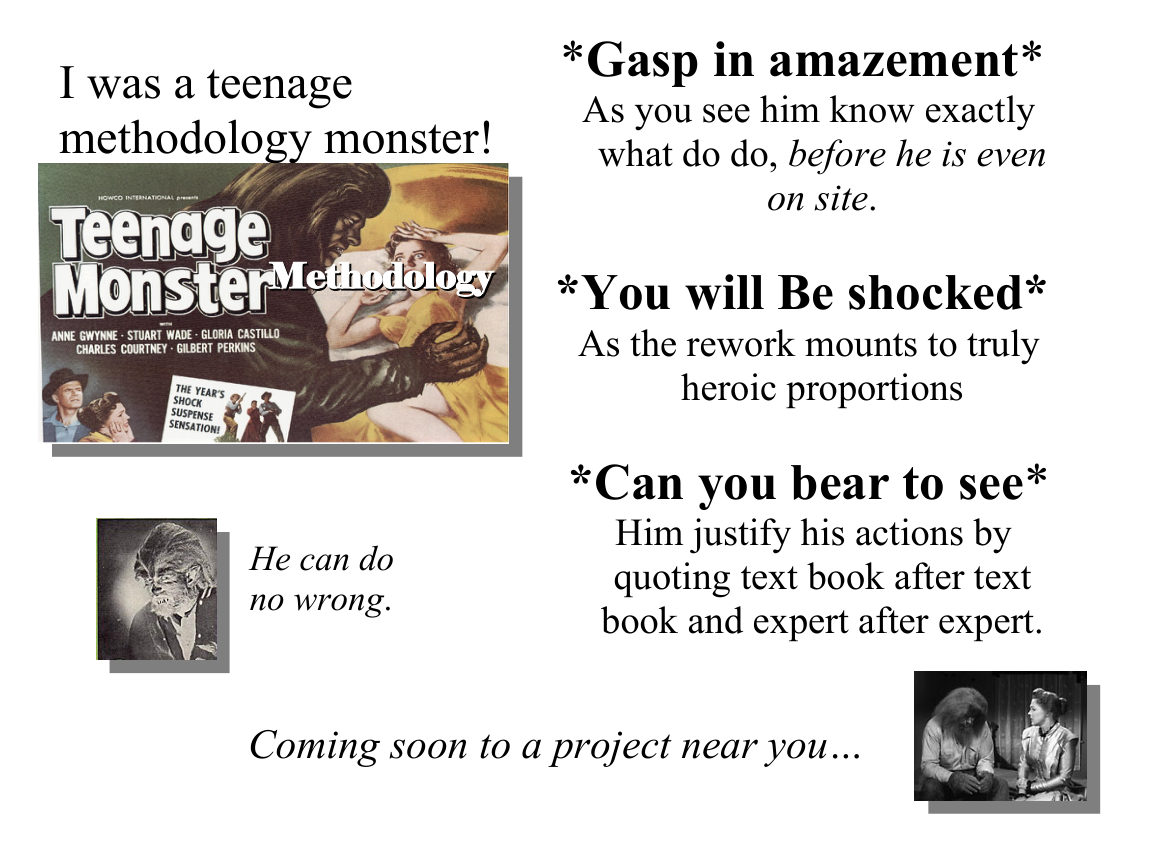 I was a teenage
methodology monster!
HOWCO INTERNATIONAL presents
Teenage
Monster
Methodology
WITH
ANNE GWYNNE · STUART WADE · GLORIA CASTILLO
CHARLES COURTNEY · GILBERT PERKINS
THE YEAR'S
SHOCK
SUSPENSE
SENSATION!
He can do
no wrong.
*Gasp in amazement*
As you see him know exactly
what do do, before he is even
on site.
*You will Be shocked*
As the rework mounts to truly
heroic proportions
*Can you bear to see*
Him justify his actions by
quoting text book after text
book and expert after expert.
Coming soon to a project near you…